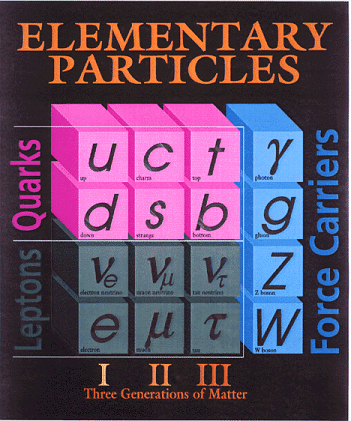 ELEMENTARY
PARTICLES
Quarks
Leptons
Force Carriers
u c t γ
up charm top photon
d s b g
down strange bottom gluon
νe νμ ντ Z
electron neutrino muon neutrino tau neutrino Z boson
e μ τ W
electron muon tau W boson
I II III
Three Generations of Matter